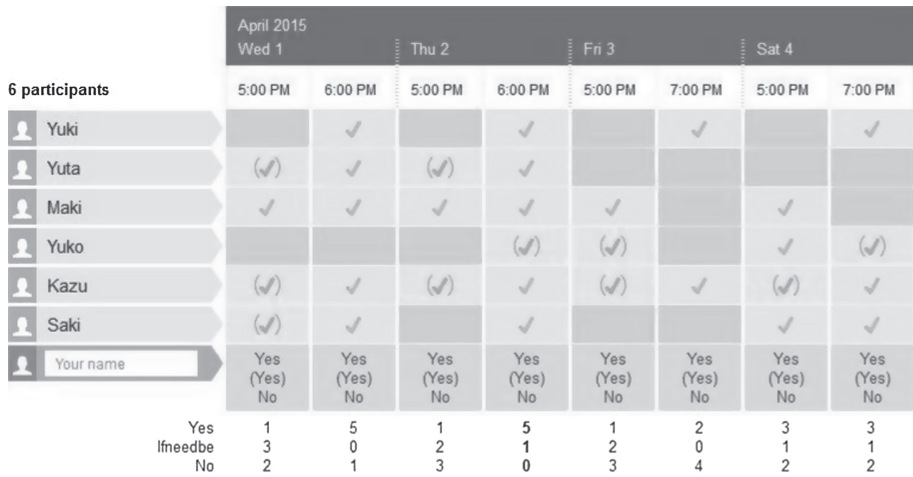 April 2015
Wed 1 Thu 2 Fri 3 Sat 4
6 participants 5:00 PM 6:00 PM 5:00 PM 6:00 PM 5:00 PM 7:00 PM 5:00 PM 7:00 PM
Yuki
Yuta
Maki
Yuko
Kazu
Saki
Your name Yes Yes Yes Yes Yes Yes Yes Yes
(Yes) (Yes) (Yes) (Yes) (Yes) (Yes) (Yes) (Yes)
No No No No No No No No
Yes 1 5 1 5 1 2 3 3
Ifneedbe 3 0 2 1 2 0 1 1
No 2 1 3 0 3 4 2 2